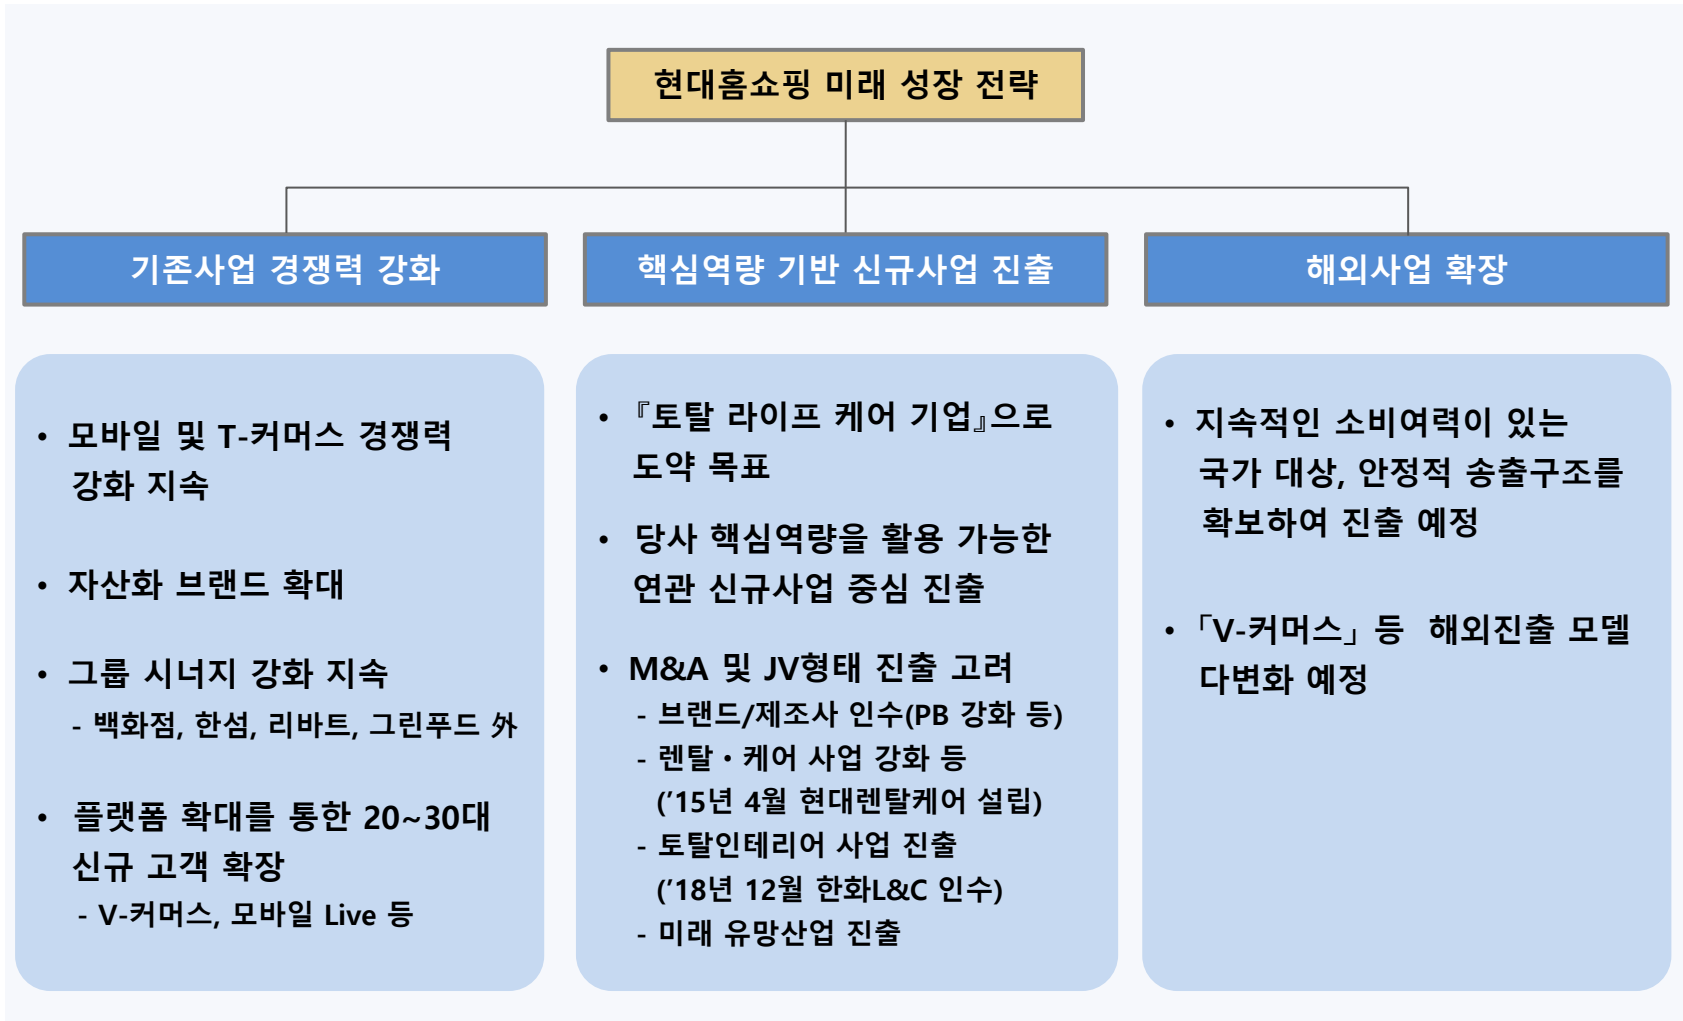 현대홈쇼핑 미래 성장 전략
기존사업 경쟁력 강화
• 모바일 및 T-커머스 경쟁력
강화 지속
• 자산화 브랜드 확대
• 그룹 시너지 강화 지속
- 백화점, 한섬, 리바트, 그린푸드 外
• 플랫폼 확대를 통한 20~30대
신규 고객 확장
- V-커머스, 모바일 Live 등
핵심역량 기반 신규사업 진출
• 『토탈 라이프 케어 기업』으로
도약 목표
• 당사 핵심역량을 활용 가능한
연관 신규사업 중심 진출
• M&A 및 JV형태 진출 고려
- 브랜드/제조사 인수(PB 강화 등)
- 렌탈・케어 사업 강화 등
(’15년 4월 현대렌탈케어 설립)
- 토탈인테리어 사업 진출
(’18년 12월 한화L&C 인수)
- 미래 유망산업 진출
해외사업 확장
• 지속적인 소비여력이 있는
국가 대상, 안정적 송출구조를
확보하여 진출 예정
• 「V-커머스」 등 해외진출 모델
다변화 예정